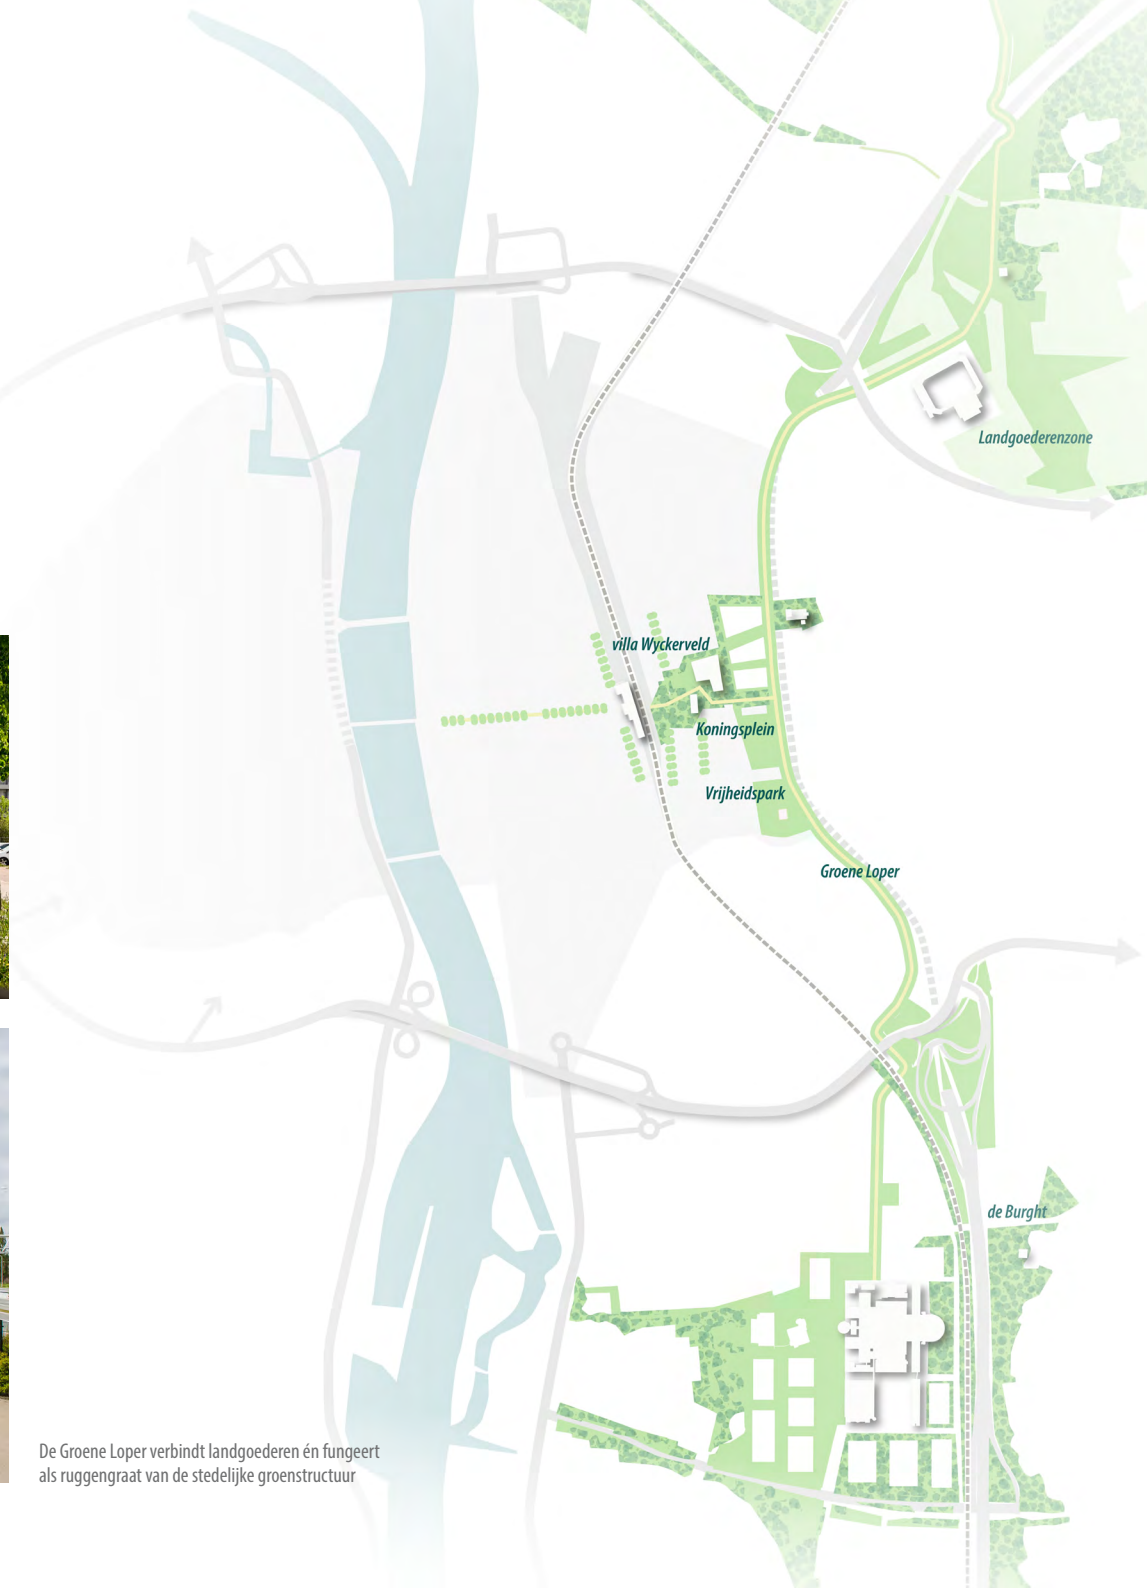 Landgoederenzone
villa Wyckerveld
Koningsplein
Vrijheidspark
Groene Loper
de Burght
De Groene Loper verbindt landgoederen én fungeert
als ruggengraat van de stedelijke groenstructuur